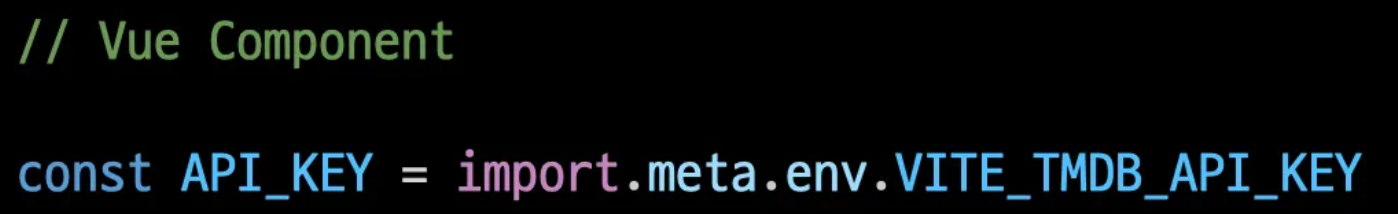 // Vue Component
const API_KEY = import.meta.env.VITE_TMDB_API_KEY